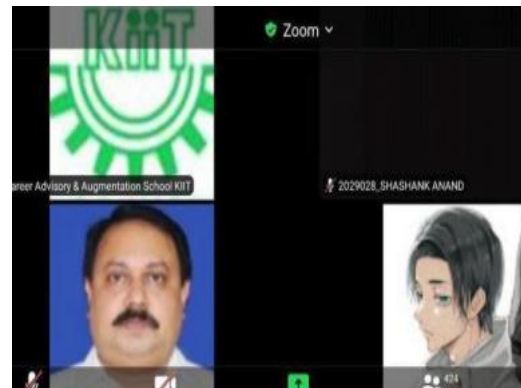 Zoom
KiiT
areer Advisory & Augmentation School KIIT
2029028_SHASHANK ANAND
424